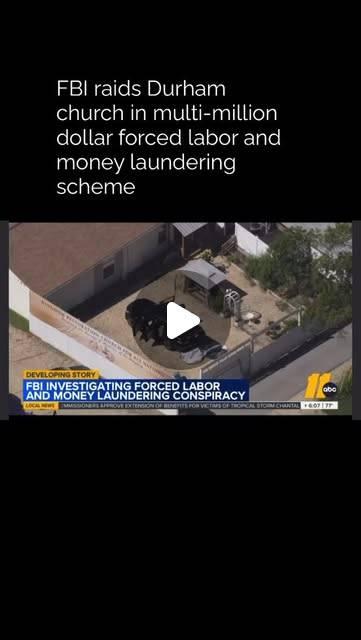 FBI raids Durham
church in multi-million
dollar forced labor and
money laundering
scheme
DEVELOPING STORY
FBI INVESTIGATING FORCED LABOR
AND MONEY LAUNDERING CONSPIRACY
11 abc
LOCAL NEWS MMISSIONERS APPROVE EXTENSION OF BENEFITS FOR VICTIMS OF TROPICAL STORM CHANTAL 6:07 77°